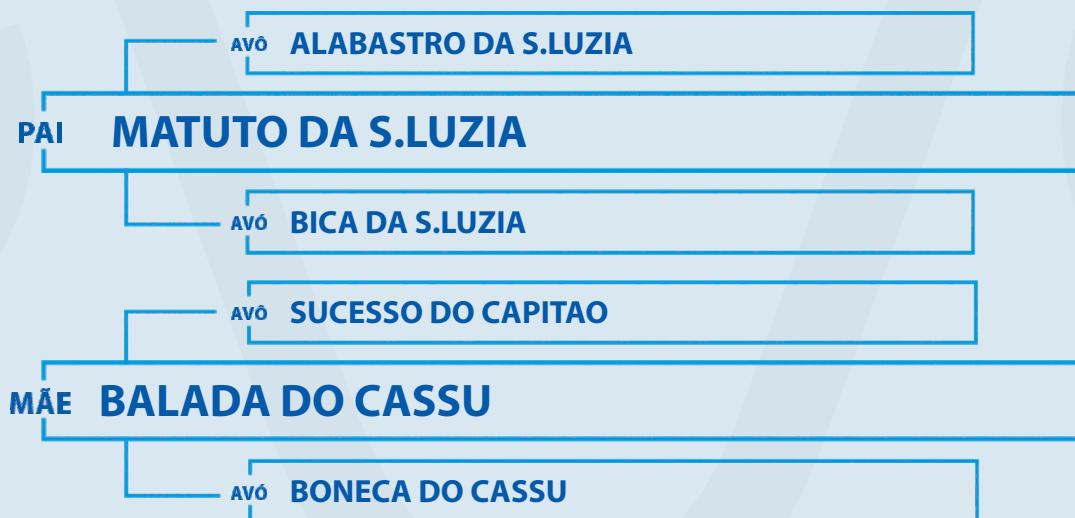 AVÔ ALABASTRO DA S.LUZIA
PAI MATUTO DA S.LUZIA
AVÓ BICA DA S.LUZIA
AVÔ SUCESSO DO CAPITAO
MÃE BALADA DO CASSU
AVÓ BONECA DO CASSU